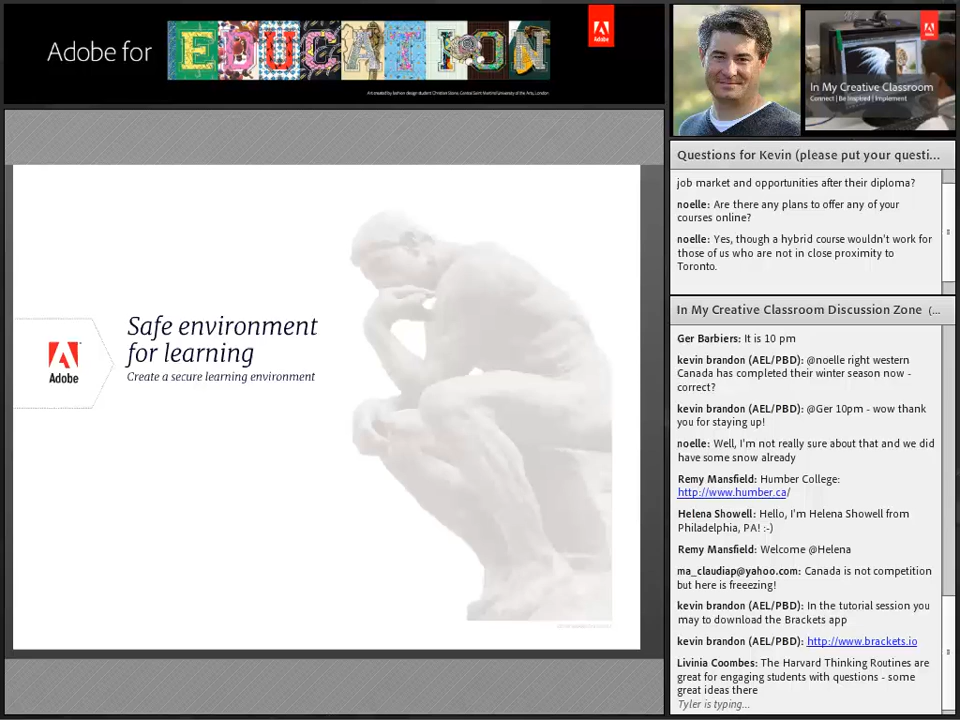 Adobe for EDUCATION
Adobe
Art created by fashion design student Christian Stone, Central Saint Martins/University of the Arts, London
Adobe
Safe environment
for learning
Create a secure learning environment
In My Creative Classroom
Connect | Be Inspired | Implement
Questions for Kevin (please put your questi...
job market and opportunities after their diploma?
noelle: Are there any plans to offer any of your
courses online?
noelle: Yes, though a hybrid course wouldn't work for
those of us who are not in close proximity to
Toronto.
In My Creative Classroom Discussion Zone (...
Ger Barbiers: It is 10 pm
kevin brandon (AEL/PBD): @noelle right western
Canada has completed their winter season now -
correct?
kevin brandon (AEL/PBD): @Ger 10pm - wow thank
you for staying up!
noelle: Well, I'm not really sure about that and we did
have some snow already
Remy Mansfield: Humber College:
http://www.humber.ca/
Helena Showell: Hello, I'm Helena Showell from
Philadelphia, PA! :-)
Remy Mansfield: Welcome @Helena
ma_claudiap@yahoo.com: Canada is not competition
but here is freeezing!
kevin brandon (AEL/PBD): In the tutorial session you
may to download the Brackets app
kevin brandon (AEL/PBD): http://www.brackets.io
Livinia Coombes: The Harvard Thinking Routines are
great for engaging students with questions - some
great ideas there
Tyler is typing...